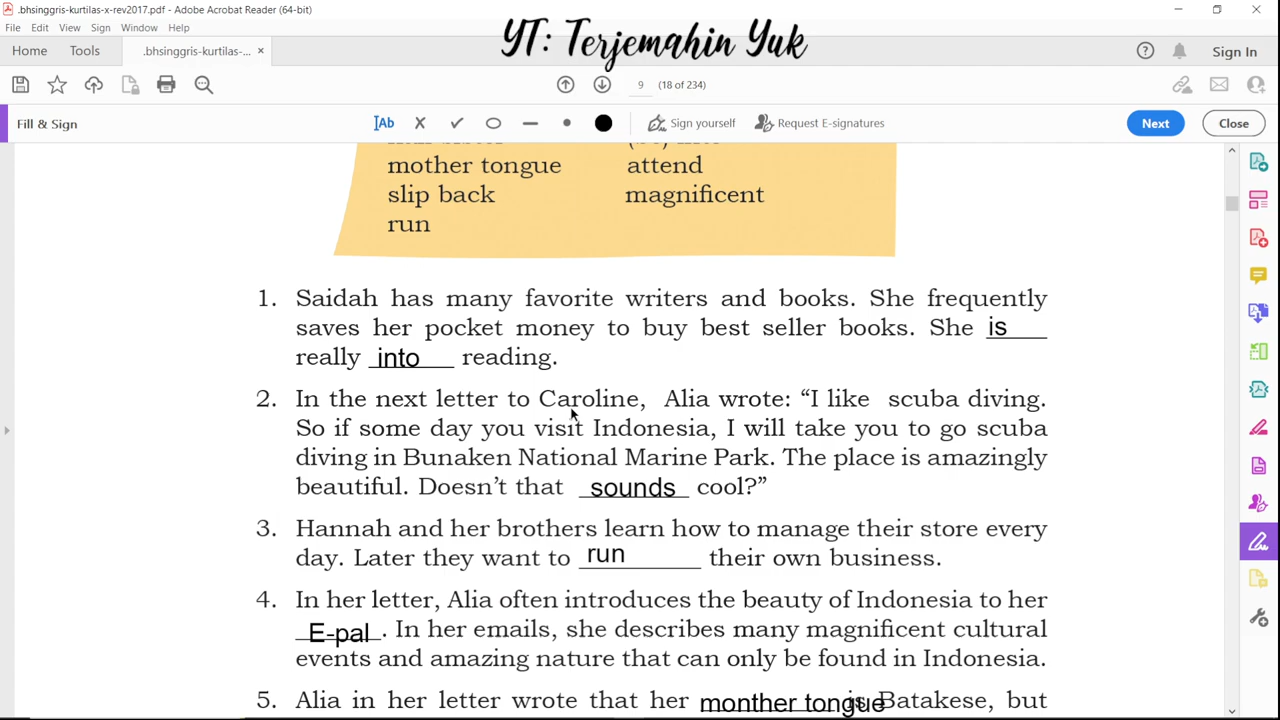 .bhsinggris-kurtilas-x-rev2017.pdf - Adobe Acrobat Reader (64-bit)
File Edit View Sign Window Help
YT: Terjemahin Yuk
Home Tools .bhsinggris-kurtilas-... × Sign In
9 (18 of 234)
Fill & Sign IAb Sign yourself Request E-signatures Next Close
mother tongue attend
slip back magnificent
run
1. Saidah has many favorite writers and books. She frequently
saves her pocket money to buy best seller books. She is
really into reading.
2. In the next letter to Caroline, Alia wrote: “I like scuba diving.
So if some day you visit Indonesia, I will take you to go scuba
diving in Bunaken National Marine Park. The place is amazingly
beautiful. Doesn’t that sounds cool?”
3. Hannah and her brothers learn how to manage their store every
day. Later they want to run their own business.
4. In her letter, Alia often introduces the beauty of Indonesia to her
E-pal. In her emails, she describes many magnificent cultural
events and amazing nature that can only be found in Indonesia.
5. Alia in her letter wrote that her monther tongue is Batakese, but